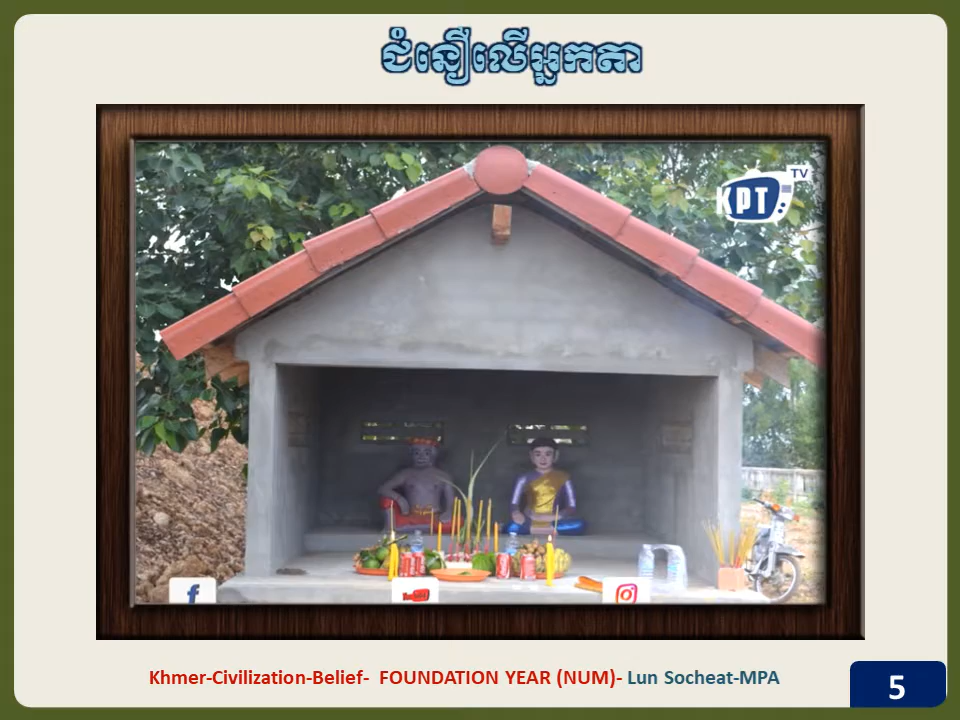 ជំនឿលើអ្នកតា
KPT TV
Khmer-Civilization-Belief- FOUNDATION YEAR (NUM)- Lun Socheat-MPA
5